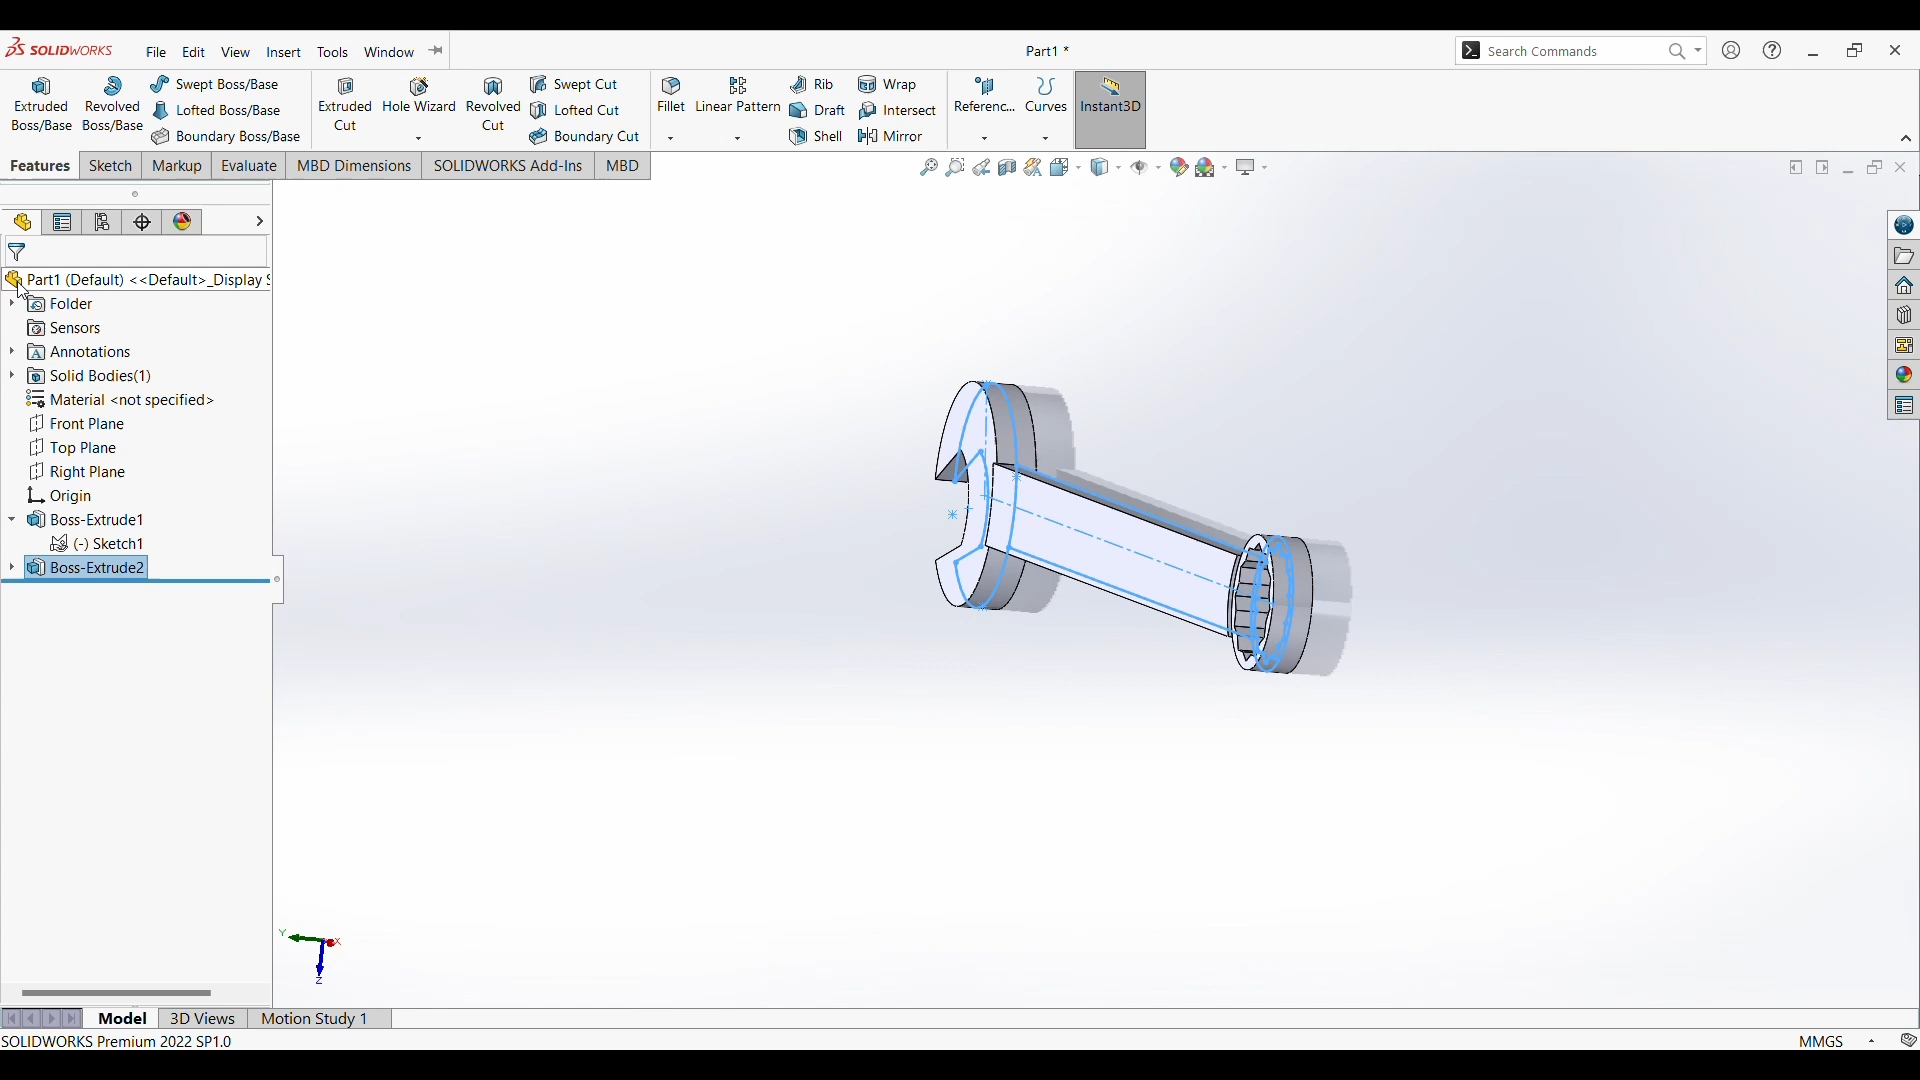 SOLIDWORKS File Edit View Insert Tools Window Part1 * Search Commands
Extruded Boss/Base
Revolved Boss/Base
Swept Boss/Base
Lofted Boss/Base
Boundary Boss/Base
Extruded Cut
Hole Wizard
Revolved Cut
Swept Cut
Lofted Cut
Boundary Cut
Fillet
Linear Pattern
Rib
Draft
Shell
Wrap
Intersect
Mirror
Referenc...
Curves
Instant3D
Features Sketch Markup Evaluate MBD Dimensions SOLIDWORKS Add-Ins MBD
Part1 (Default) <<Default>_Display S
Folder
Sensors
Annotations
Solid Bodies(1)
Material <not specified>
Front Plane
Top Plane
Right Plane
Origin
Boss-Extrude1
(-) Sketch1
Boss-Extrude2
Y X
Z
Model 3D Views Motion Study 1
SOLIDWORKS Premium 2022 SP1.0 MMGS